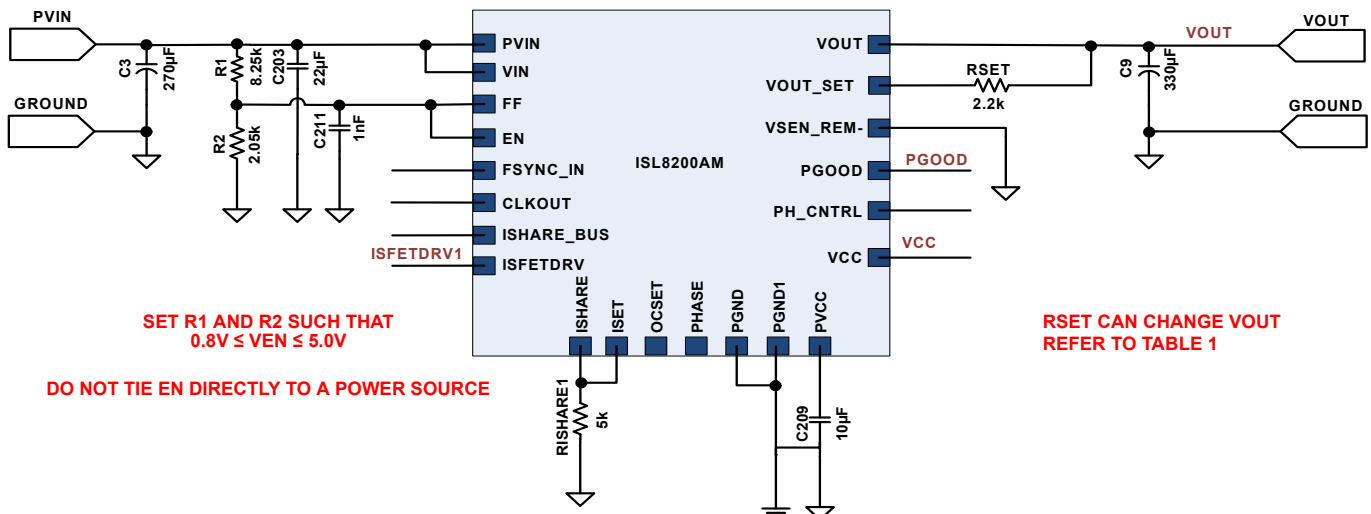 PVIN
C3
270µF
R1
8.25k
C203
22µF
GROUND
R2
2.05k
C211
1nF
PVIN
VIN
FF
EN
FSYNC_IN
CLKOUT
ISHARE_BUS
ISFETDRV1
ISFETDRV
ISL8200AM
VOUT
VOUT_SET
VSEN_REM-
PGOOD
PH_CNTRL
VCC
PGOOD
VCC
RSET
2.2k
VOUT
C9
330µF
VOUT
GROUND
ISHARE
ISET
OCSET
PHASE
PGND
PGND1
PVCC
RISHARE1
5k
C209
10µF
SET R1 AND R2 SUCH THAT
0.8V ≤ VEN ≤ 5.0V
DO NOT TIE EN DIRECTLY TO A POWER SOURCE
RSET CAN CHANGE VOUT
REFER TO TABLE 1